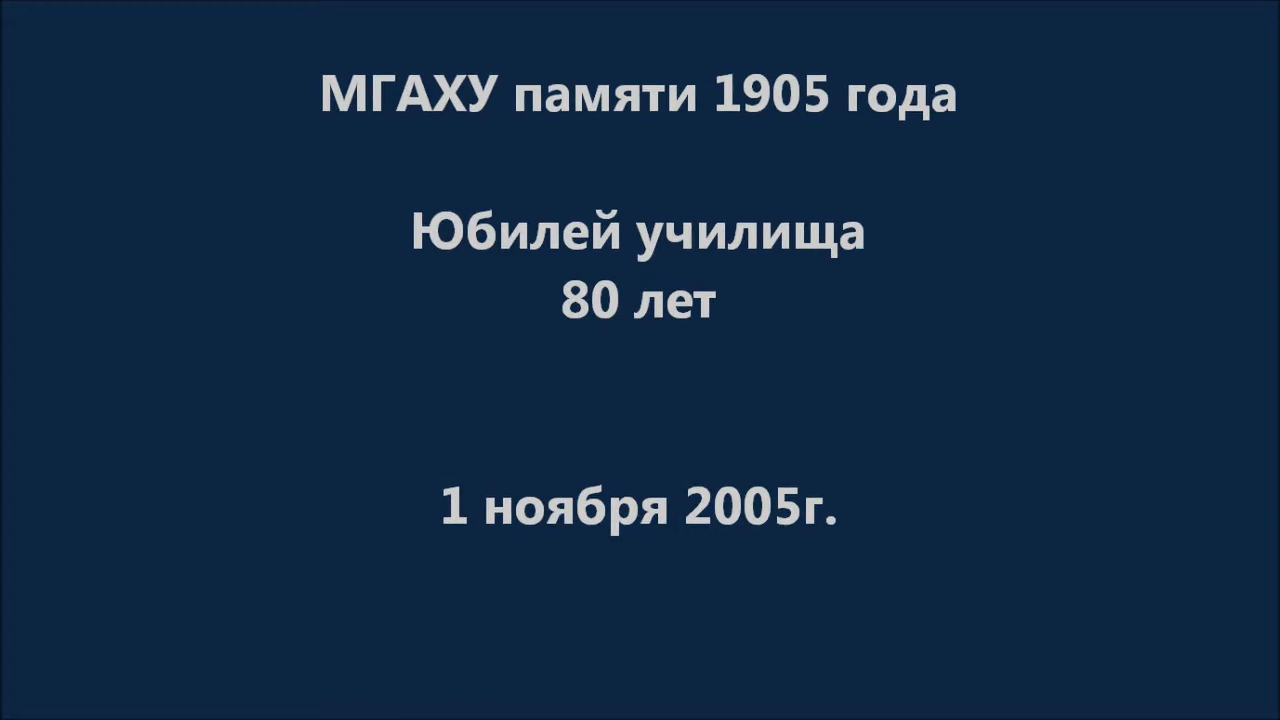 МГАХУ памяти 1905 года
Юбилей училища
80 лет
1 ноября 2005г.